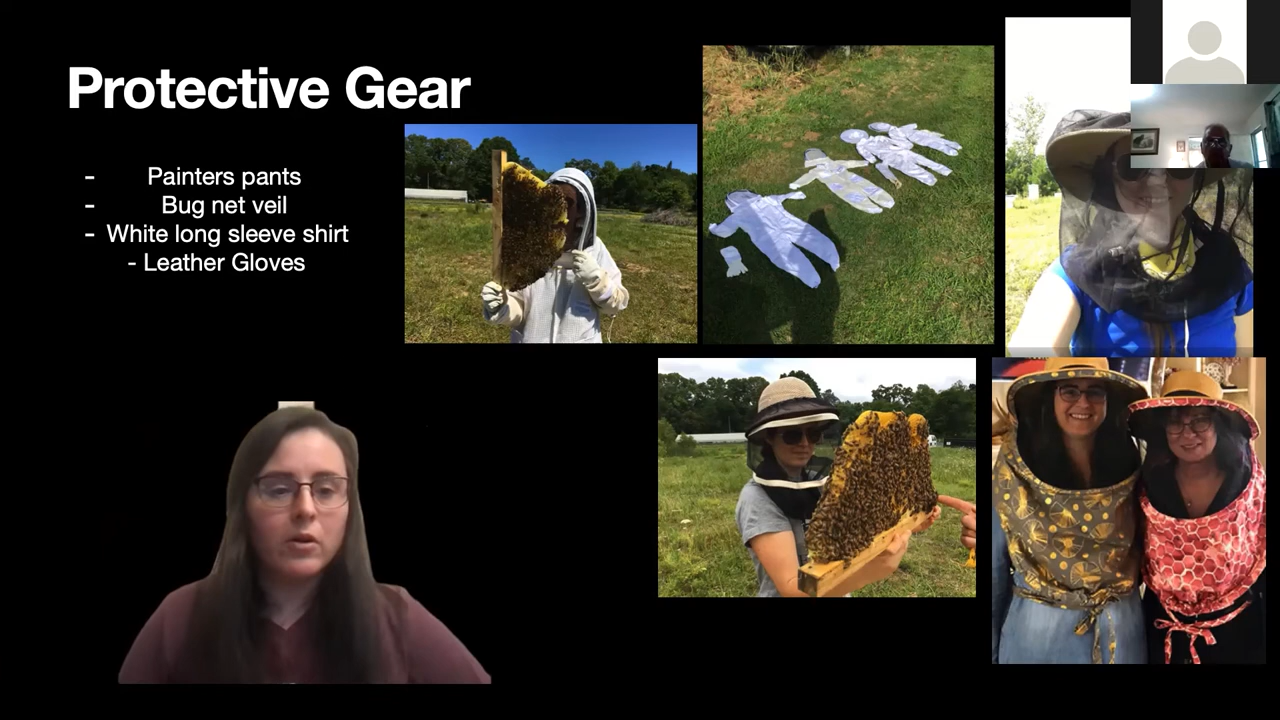 Protective Gear
- Painters pants
- Bug net veil
- White long sleeve shirt
- Leather Gloves